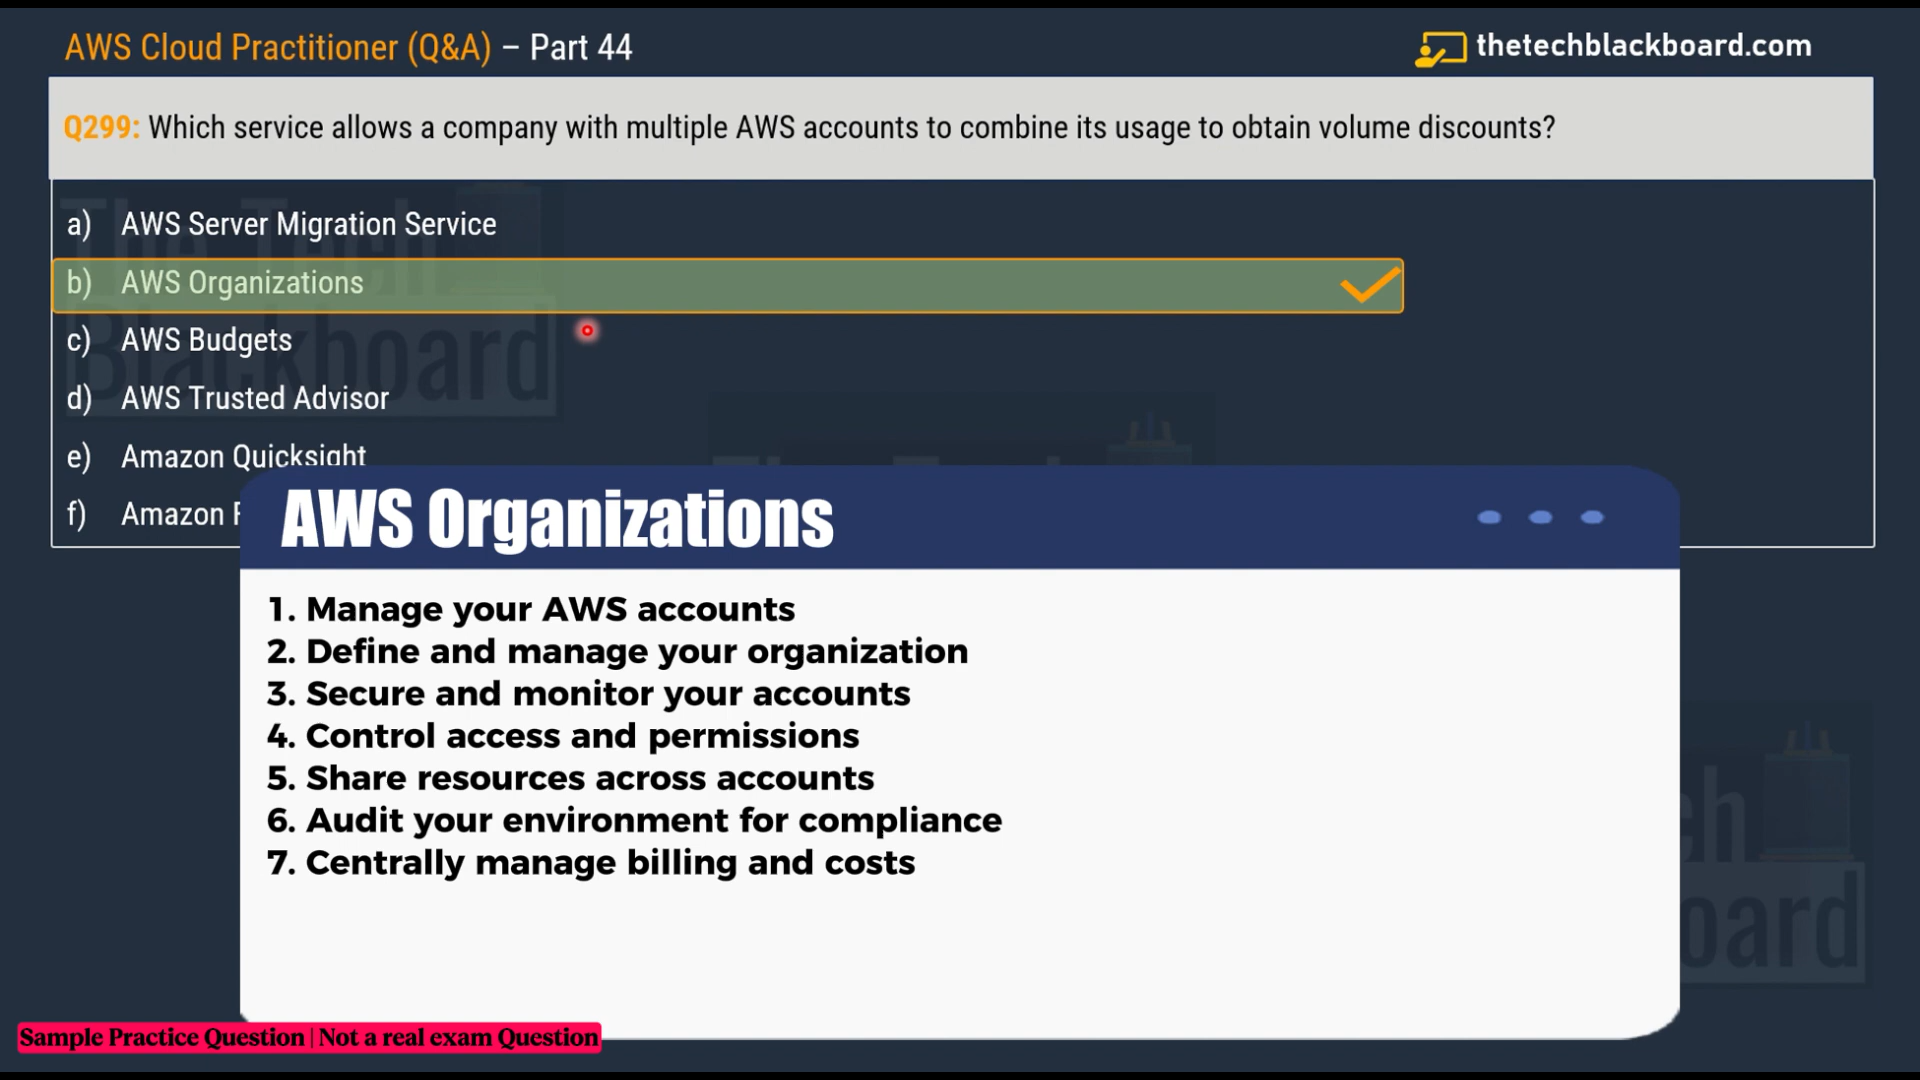 AWS Cloud Practitioner (Q&A) – Part 44
thetechblackboard.com
Q299: Which service allows a company with multiple AWS accounts to combine its usage to obtain volume discounts?
a) AWS Server Migration Service
b) AWS Organizations
c) AWS Budgets
d) AWS Trusted Advisor
e) Amazon Quicksight
f) Amazon
AWS Organizations
1. Manage your AWS accounts
2. Define and manage your organization
3. Secure and monitor your accounts
4. Control access and permissions
5. Share resources across accounts
6. Audit your environment for compliance
7. Centrally manage billing and costs
The Tech
Blackboard
Sample Practice Question | Not a real exam Question